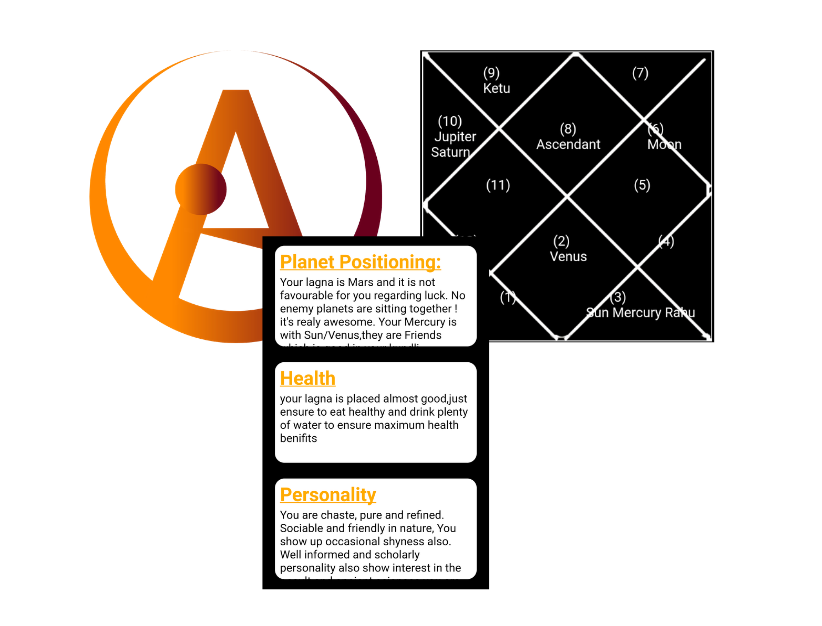 (9)
Ketu
(7)
(10)
Jupiter
Saturn
(8)
Ascendant
(6)
Moon
(11)
(5)
(2)
Venus
(4)
(1)
(3)
Sun Mercury Rahu
Planet Positioning:
Your lagna is Mars and it is not
favourable for you regarding luck. No
enemy planets are sitting together !
it's realy awesome. Your Mercury is
with Sun/Venus,they are Friends
Health
your lagna is placed almost good,just
ensure to eat healthy and drink plenty
of water to ensure maximum health
benifits
Personality
You are chaste, pure and refined.
Sociable and friendly in nature, You
show up occasional shyness also.
Well informed and scholarly
personality also show interest in the